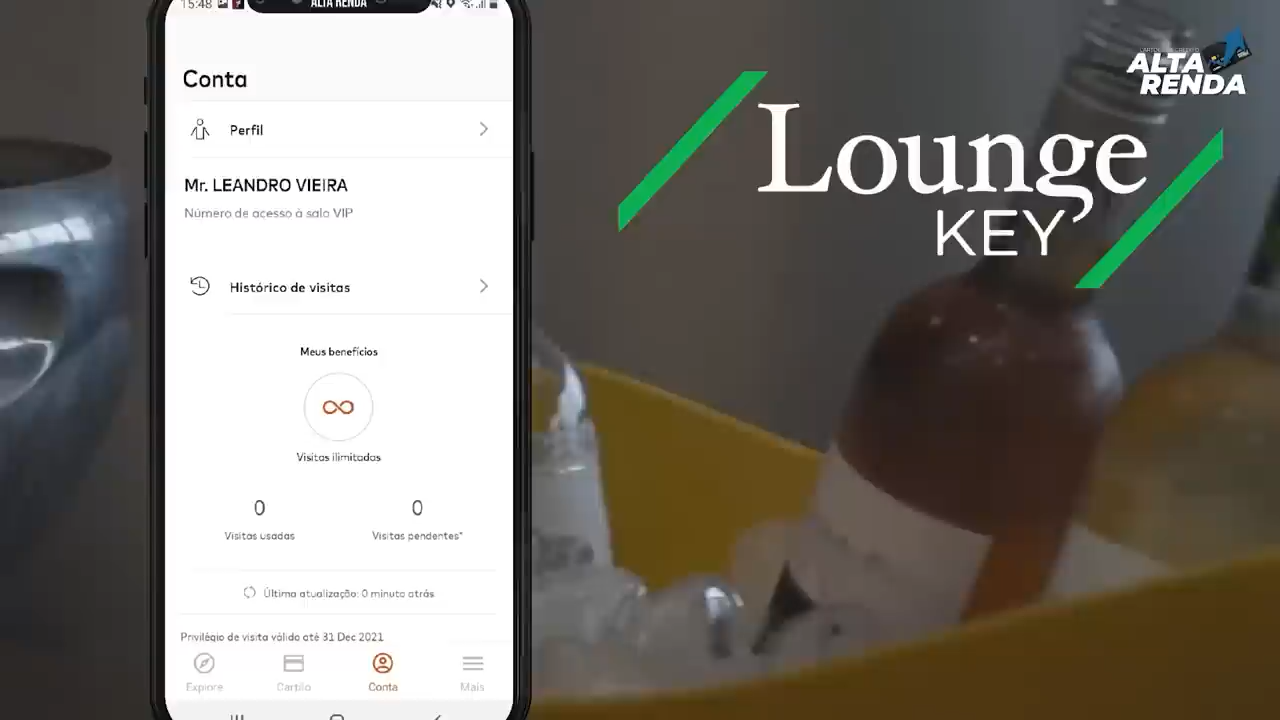 15:48
ALTA RENDA
Conta
Perfil
Mr. LEANDRO VIEIRA
Número de acesso à sala VIP
Histórico de visitas
Meus benefícios
Visitas ilimitadas
0
0
Visitas usadas
Visitas pendentes*
Última atualização: 0 minuto atrás
Privilégio de visita válido até 31 Dec 2021
Explore
Cartão
Conta
Mais
Lounge
KEY
ALTA
RENDA